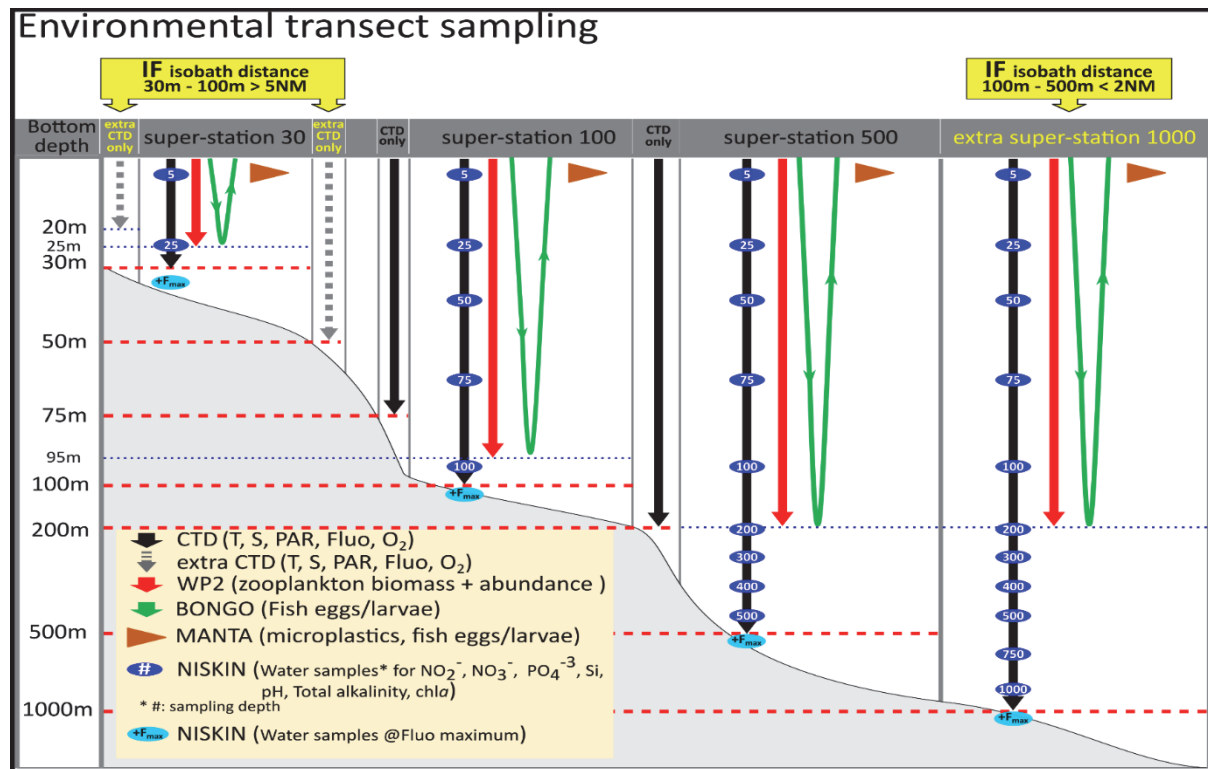 Environmental transect sampling
IF isobath distance
30m - 100m > 5NM
IF isobath distance
100m - 500m < 2NM
Bottom
depth
extra
CTD
only
super-station 30
extra
CTD
only
CTD
only
super-station 100
CTD
only
super-station 500
extra super-station 1000
5
5
5
5
20m
25m
25
25
25
25
30m
+Fmax
50
50
50
50m
75
75
75
75m
95m
100
100
100
100m
+Fmax
200m
200
200
300
300
400
400
500
500
500m
+Fmax
750
1000
1000m
+Fmax
CTD (T, S, PAR, Fluo, O₂)
extra CTD (T, S, PAR, Fluo, O₂)
WP2 (zooplankton biomass + abundance )
BONGO (Fish eggs/larvae)
MANTA (microplastics, fish eggs/larvae)
# NISKIN (Water samples* for NO₂⁻, NO₃⁻, PO₄⁻³, Si,
pH, Total alkalinity, chla)
* #: sampling depth
+Fmax NISKIN (Water samples @Fluo maximum)